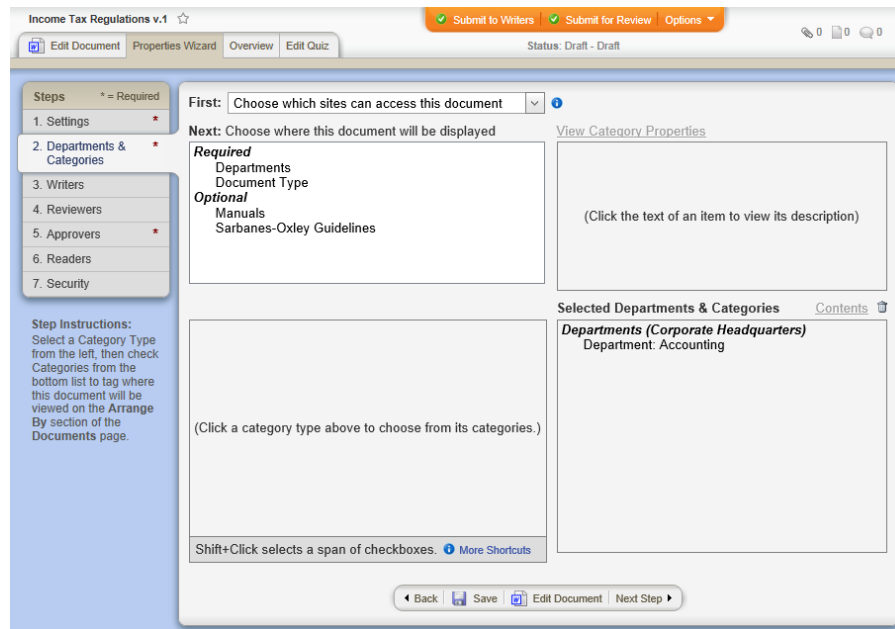 Income Tax Regulations v.1
Submit to Writers Submit for Review Options
Edit Document Properties Wizard Overview Edit Quiz
Status: Draft - Draft
0 0 0
Steps * = Required
1. Settings *
2. Departments & *
Categories
3. Writers
4. Reviewers
5. Approvers *
6. Readers
7. Security
Step Instructions:
Select a Category Type
from the left, then check
Categories from the
bottom list to tag where
this document will be
viewed on the Arrange
By section of the
Documents page.
First: Choose which sites can access this document
Next: Choose where this document will be displayed
Required
Departments
Document Type
Optional
Manuals
Sarbanes-Oxley Guidelines
View Category Properties
(Click the text of an item to view its description)
(Click a category type above to choose from its categories.)
Shift+Click selects a span of checkboxes. More Shortcuts
Selected Departments & Categories Contents
Departments (Corporate Headquarters)
Department: Accounting
Back Save Edit Document Next Step